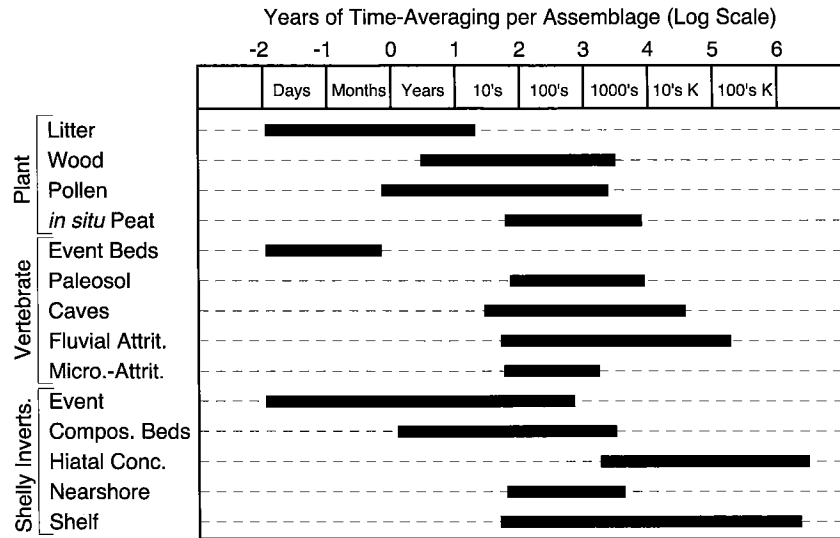 Years of Time-Averaging per Assemblage (Log Scale)
-2 -1 0 1 2 3 4 5 6
Days Months Years 10's 100's 1000's 10's K 100's K
Plant
Litter
Wood
Pollen
in situ Peat
Vertebrate
Event Beds
Paleosol
Caves
Fluvial Attrit.
Micro.-Attrit.
Shelly Inverts.
Event
Compos. Beds
Hiatal Conc.
Nearshore
Shelf